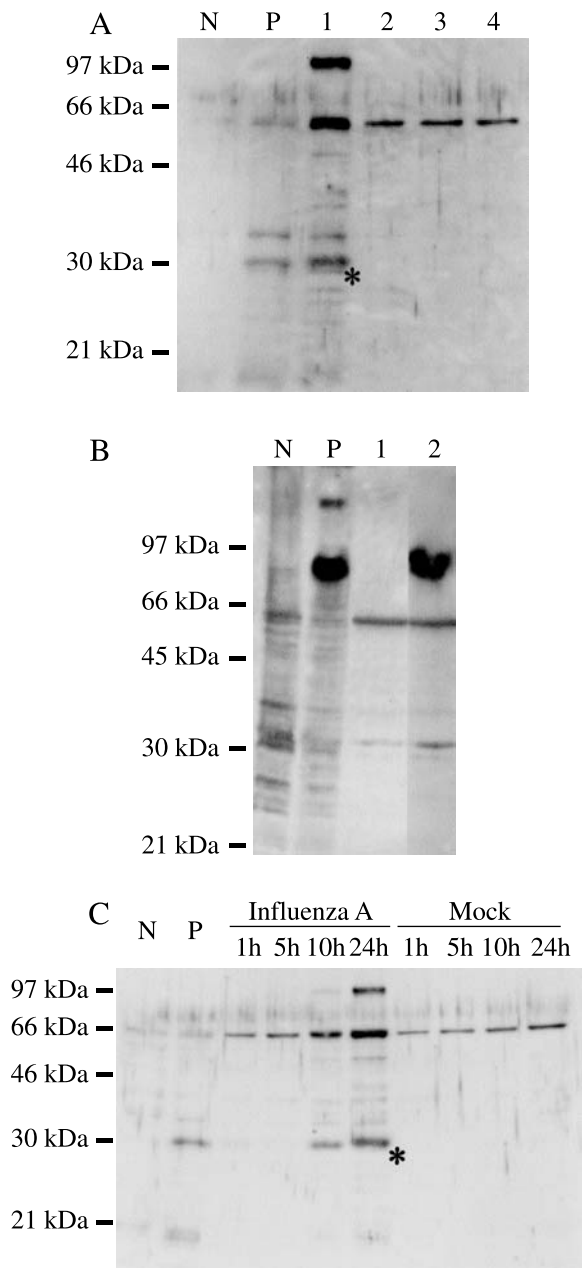 A
N P 1 2 3 4
97 kDa
66 kDa
46 kDa
30 kDa
*
21 kDa
B
N P 1 2
97 kDa
66 kDa
45 kDa
30 kDa
21 kDa
C
Influenza A Mock
N P 1h 5h 10h 24h 1h 5h 10h 24h
97 kDa
66 kDa
46 kDa
30 kDa
*
21 kDa